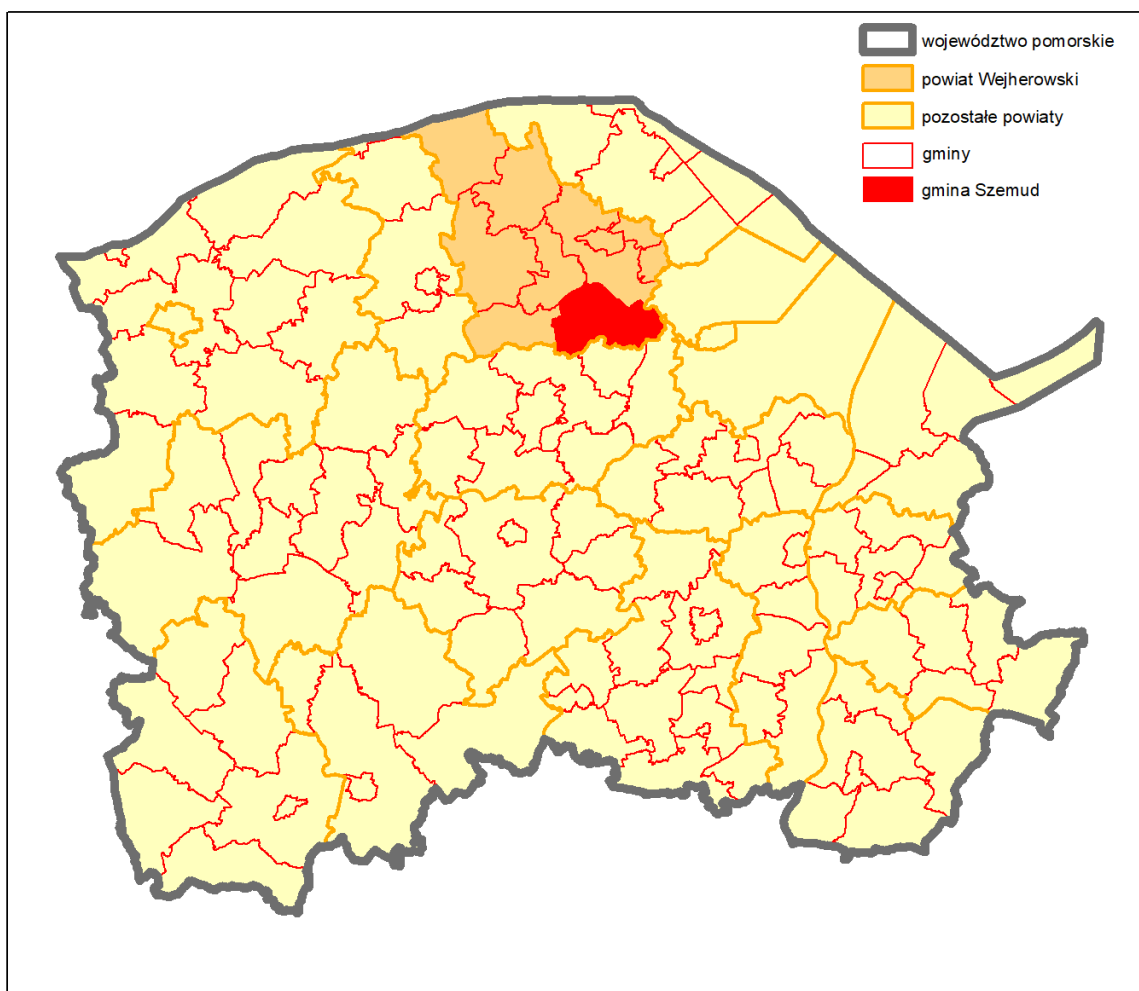 województwo pomorskie
powiat Wejherowski
pozostałe powiaty
gminy
gmina Szemud